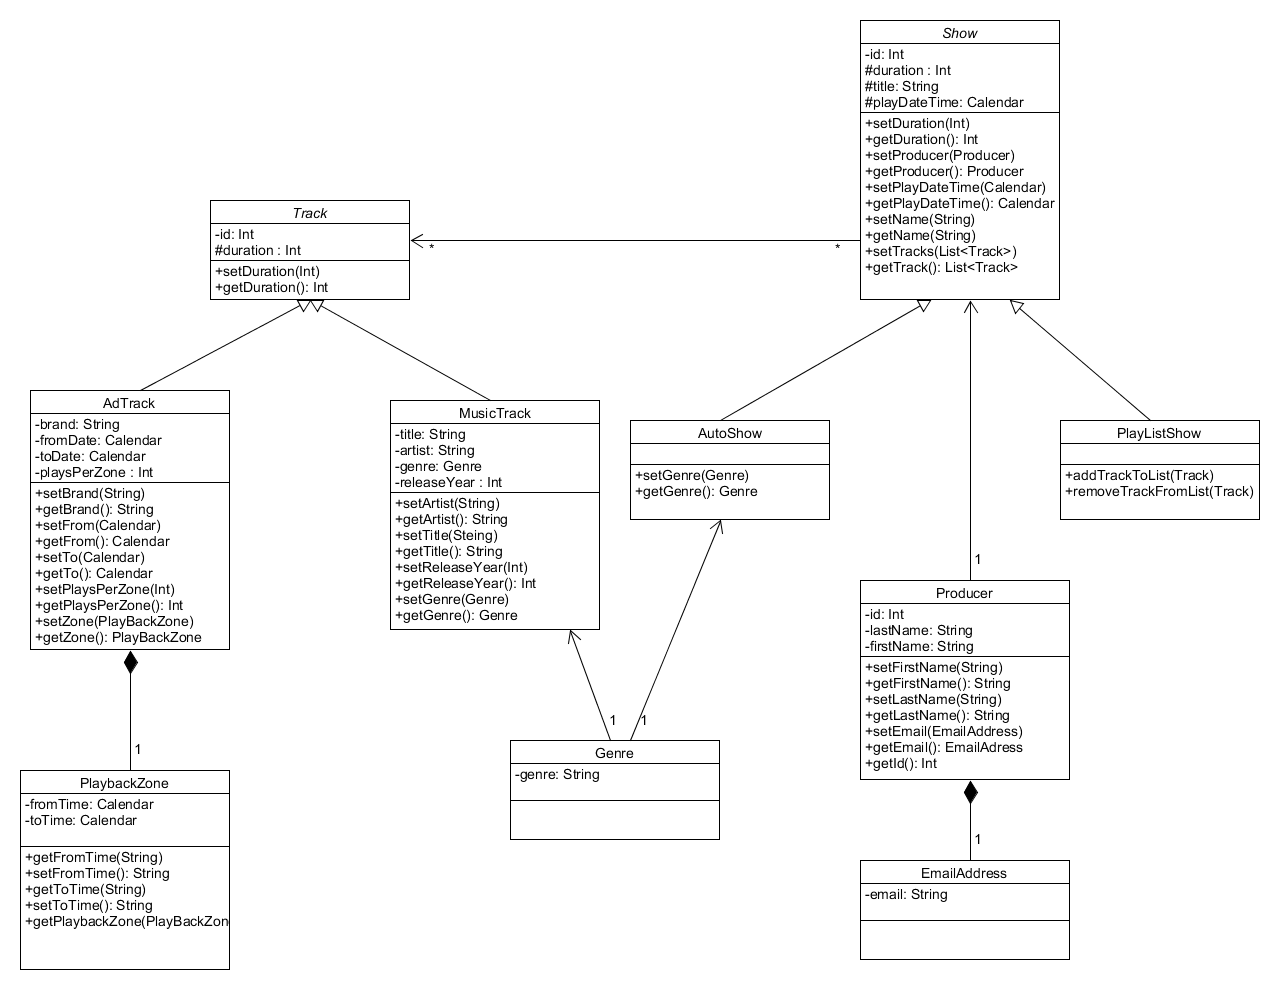 Show
-id: Int
#duration : Int
#title: String
#playDateTime: Calendar
+setDuration(Int)
+getDuration(): Int
+setProducer(Producer)
+getProducer(): Producer
+setPlayDateTime(Calendar)
+getPlayDateTime(): Calendar
+setName(String)
+getName(String)
+setTracks(List<Track>)
+getTrack(): List<Track>
Track
-id: Int
#duration : Int
+setDuration(Int)
+getDuration(): Int
*
*
AdTrack
-brand: String
-fromDate: Calendar
-toDate: Calendar
-playsPerZone : Int
+setBrand(String)
+getBrand(): String
+setFrom(Calendar)
+getFrom(): Calendar
+setTo(Calendar)
+getTo(): Calendar
+setPlaysPerZone(Int)
+getPlaysPerZone(): Int
+setZone(PlayBackZone)
+getZone(): PlayBackZone
MusicTrack
-title: String
-artist: String
-genre: Genre
-releaseYear : Int
+setArtist(String)
+getArtist(): String
+setTitle(Steing)
+getTitle(): String
+setReleaseYear(Int)
+getReleaseYear(): Int
+setGenre(Genre)
+getGenre(): Genre
AutoShow
+setGenre(Genre)
+getGenre(): Genre
PlayListShow
+addTrackToList(Track)
+removeTrackFromList(Track)
1
Producer
-id: Int
-lastName: String
-firstName: String
+setFirstName(String)
+getFirstName(): String
+setLastName(String)
+getLastName(): String
+setEmail(EmailAddress)
+getEmail(): EmailAdress
+getId(): Int
1
1
1
Genre
-genre: String
1
PlaybackZone
-fromTime: Calendar
-toTime: Calendar
+getFromTime(String)
+setFromTime(): String
+getToTime(String)
+setToTime(): String
+getPlaybackZone(PlayBackZon
1
EmailAddress
-email: String